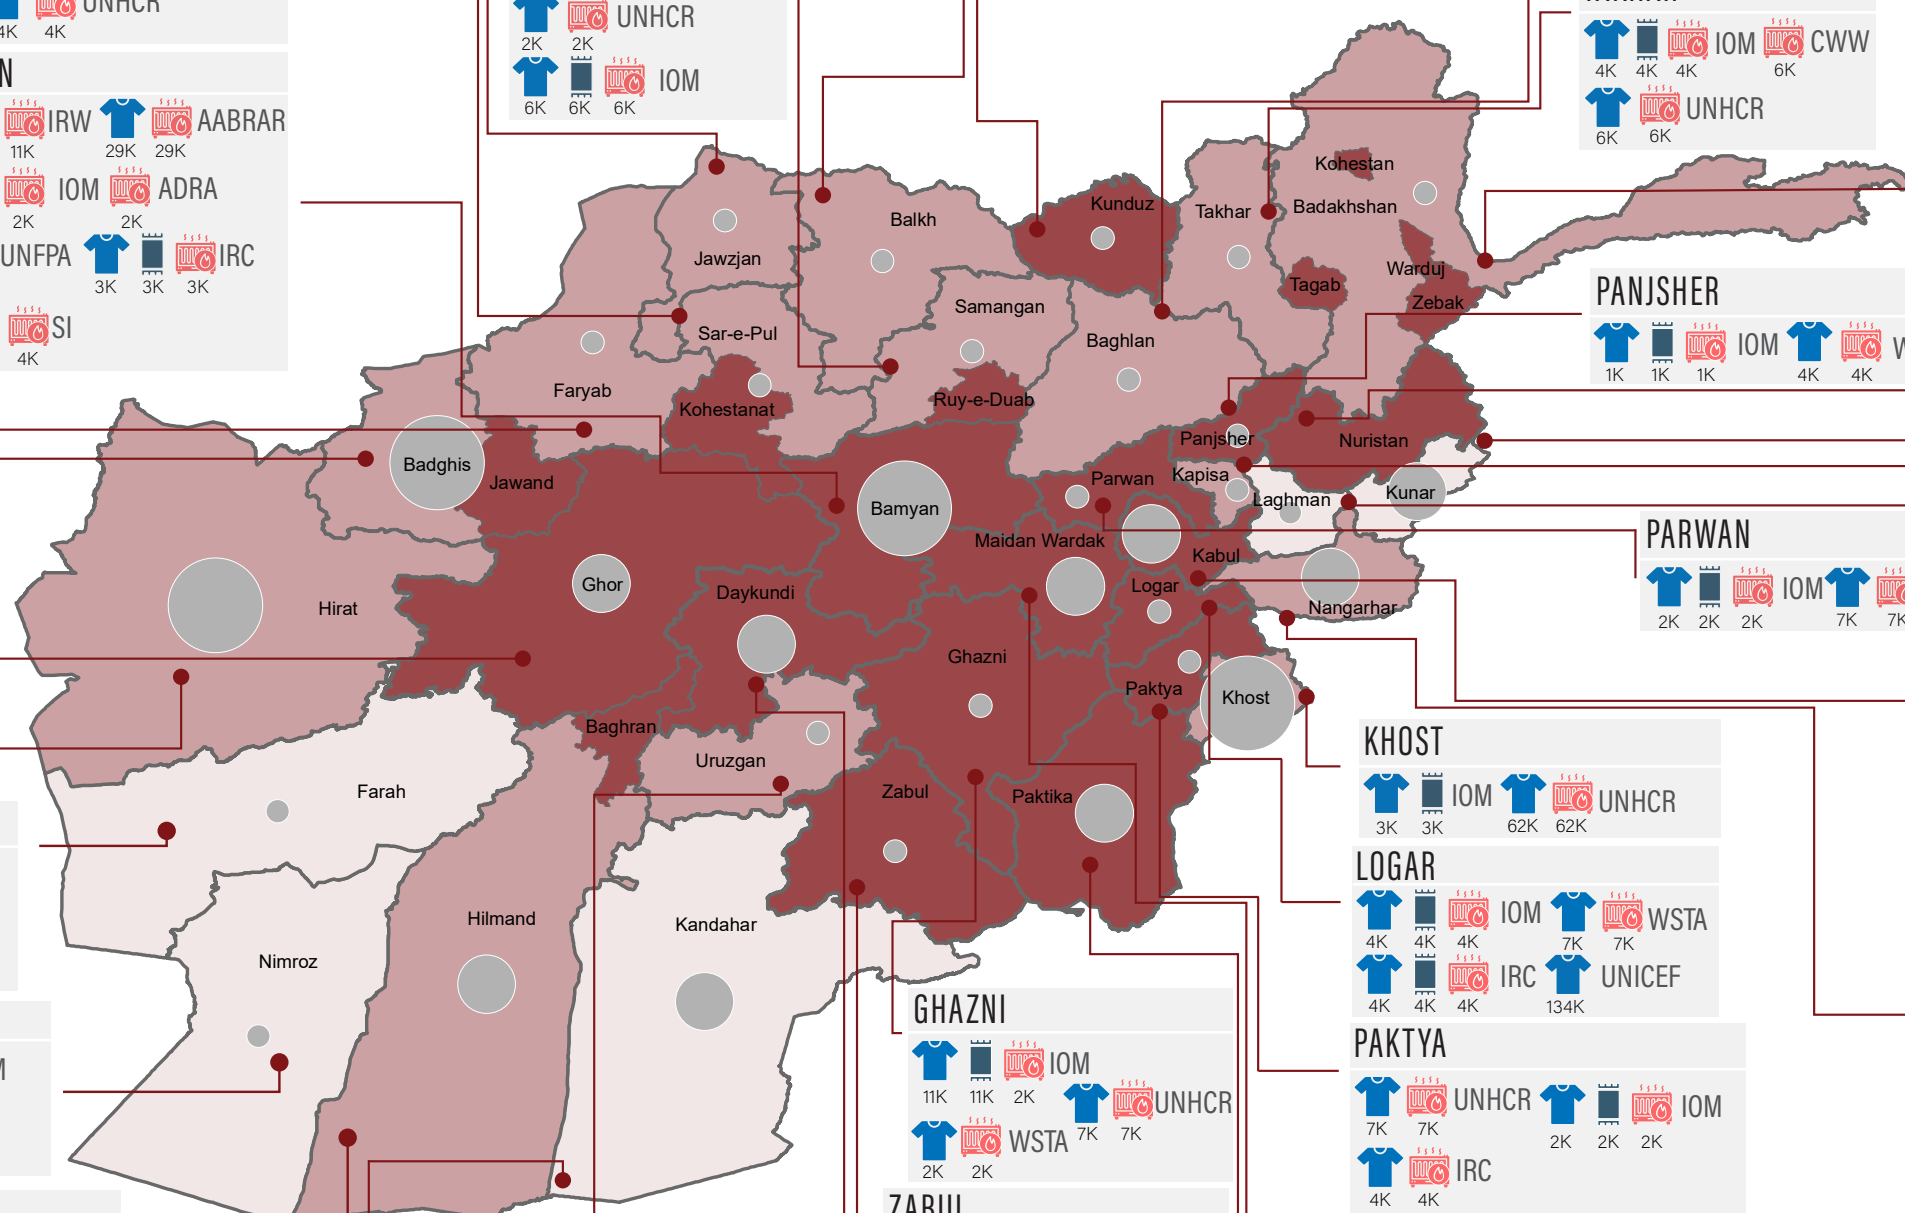 UNHCR
4K 4K
N
IRW AABRAR
11K 29K 29K
IOM ADRA
2K 2K
UNFPA IRC
3K 3K 3K
SI
4K
UNHCR
2K 2K
IOM
6K 6K 6K
IOM CWW
4K 4K 4K 6K
UNHCR
6K 6K
Kohestan
Badakhshan
Kunduz
Takhar
Balkh
Jawzjan
Warduj
Tagab
Zebak
Samangan
Sar-e-Pul
Baghlan
Faryab
Ruy-e-Duab
Kohestanat
Panjsher
Nuristan
Badghis
Jawand
Parwan
Kapisa
Laghman
Kunar
Bamyan
Maidan Wardak
Kabul
Ghor
Daykundi
Logar
Hirat
Nangarhar
Ghazni
Paktya
Khost
Baghran
Uruzgan
Farah
Zabul
Paktika
Hilmand
Kandahar
Nimroz
PANJSHER
IOM
1K 1K 1K 4K 4K
PARWAN
IOM
2K 2K 2K 7K 7K
KHOST
IOM UNHCR
3K 3K 62K 62K
LOGAR
IOM WSTA
4K 4K 4K 7K 7K
IRC UNICEF
4K 4K 4K 134K
PAKTYA
UNHCR IOM
7K 7K 2K 2K 2K
IRC
4K 4K
GHAZNI
IOM
11K 11K 2K
UNHCR
7K 7K
WSTA
2K 2K
ZABUL